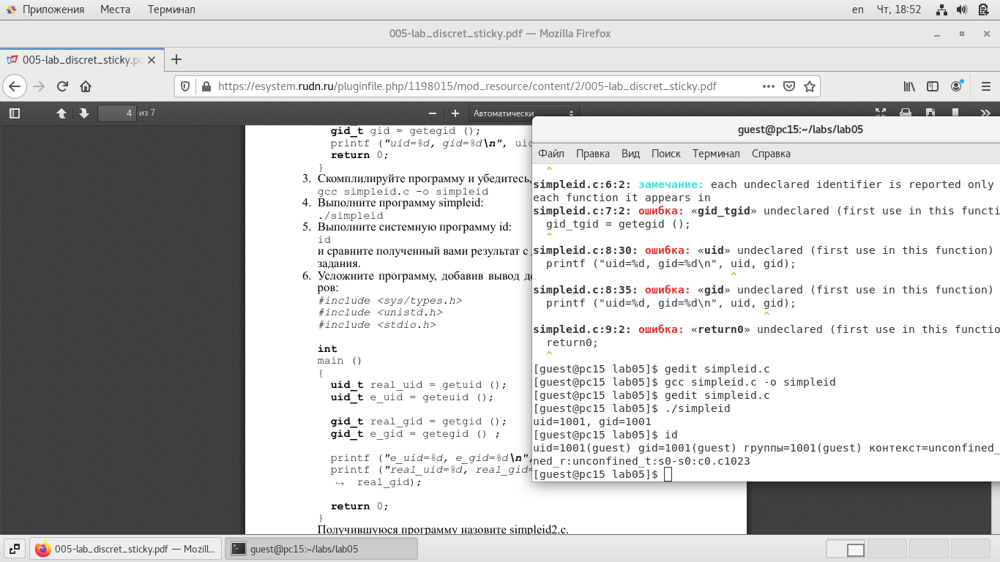 Приложения Места Терминал en Чт, 18:52
005-lab_discret_sticky.pdf — Mozilla Firefox
005-lab_discret_sticky.pd
https://esystem.rudn.ru/pluginfile.php/1198015/mod_resource/content/2/005-lab_discret_sticky.pdf
4 из 7 Автоматически
gid_t gid = getegid ();
printf ("uid=%d, gid=%d\n", uid
return 0;
}
3. Скомплилируйте программу и убедитесь,
gcc simpleid.c -o simpleid
4. Выполните программу simpleid:
./simpleid
5. Выполните системную программу id:
id
и сравните полученный вами результат с
задания.
6. Усложните программу, добавив вывод де
ров:
#include <sys/types.h>
#include <unistd.h>
#include <stdio.h>
int
main ()
{
uid_t real_uid = getuid ();
uid_t e_uid = geteuid ();
gid_t real_gid = getgid ();
gid_t e_gid = getegid () ;
printf ("e_uid=%d, e_gid=%d\n",
printf ("real_uid=%d, real_gid=
↪ real_gid);
return 0;
}
Получившуюся программу назовите simpleid2.c.
guest@pc15:~/labs/lab05
Файл Правка Вид Поиск Терминал Справка
^
simpleid.c:6:2: замечание: each undeclared identifier is reported only
each function it appears in
simpleid.c:7:2: ошибка: «gid_tgid» undeclared (first use in this functi
gid_tgid = getegid ();
^
simpleid.c:8:30: ошибка: «uid» undeclared (first use in this function)
printf ("uid=%d, gid=%d\n", uid, gid);
^
simpleid.c:8:35: ошибка: «gid» undeclared (first use in this function)
printf ("uid=%d, gid=%d\n", uid, gid);
^
simpleid.c:9:2: ошибка: «return0» undeclared (first use in this functio
return0;
^
[guest@pc15 lab05]$ gedit simpleid.c
[guest@pc15 lab05]$ gcc simpleid.c -o simpleid
[guest@pc15 lab05]$ gedit simpleid.c
[guest@pc15 lab05]$ ./simpleid
uid=1001, gid=1001
[guest@pc15 lab05]$ id
uid=1001(guest) gid=1001(guest) группы=1001(guest) контекст=unconfined_
ned_r:unconfined_t:s0-s0:c0.c1023
[guest@pc15 lab05]$
005-lab_discret_sticky.pdf — Mozill... guest@pc15:~/labs/lab05